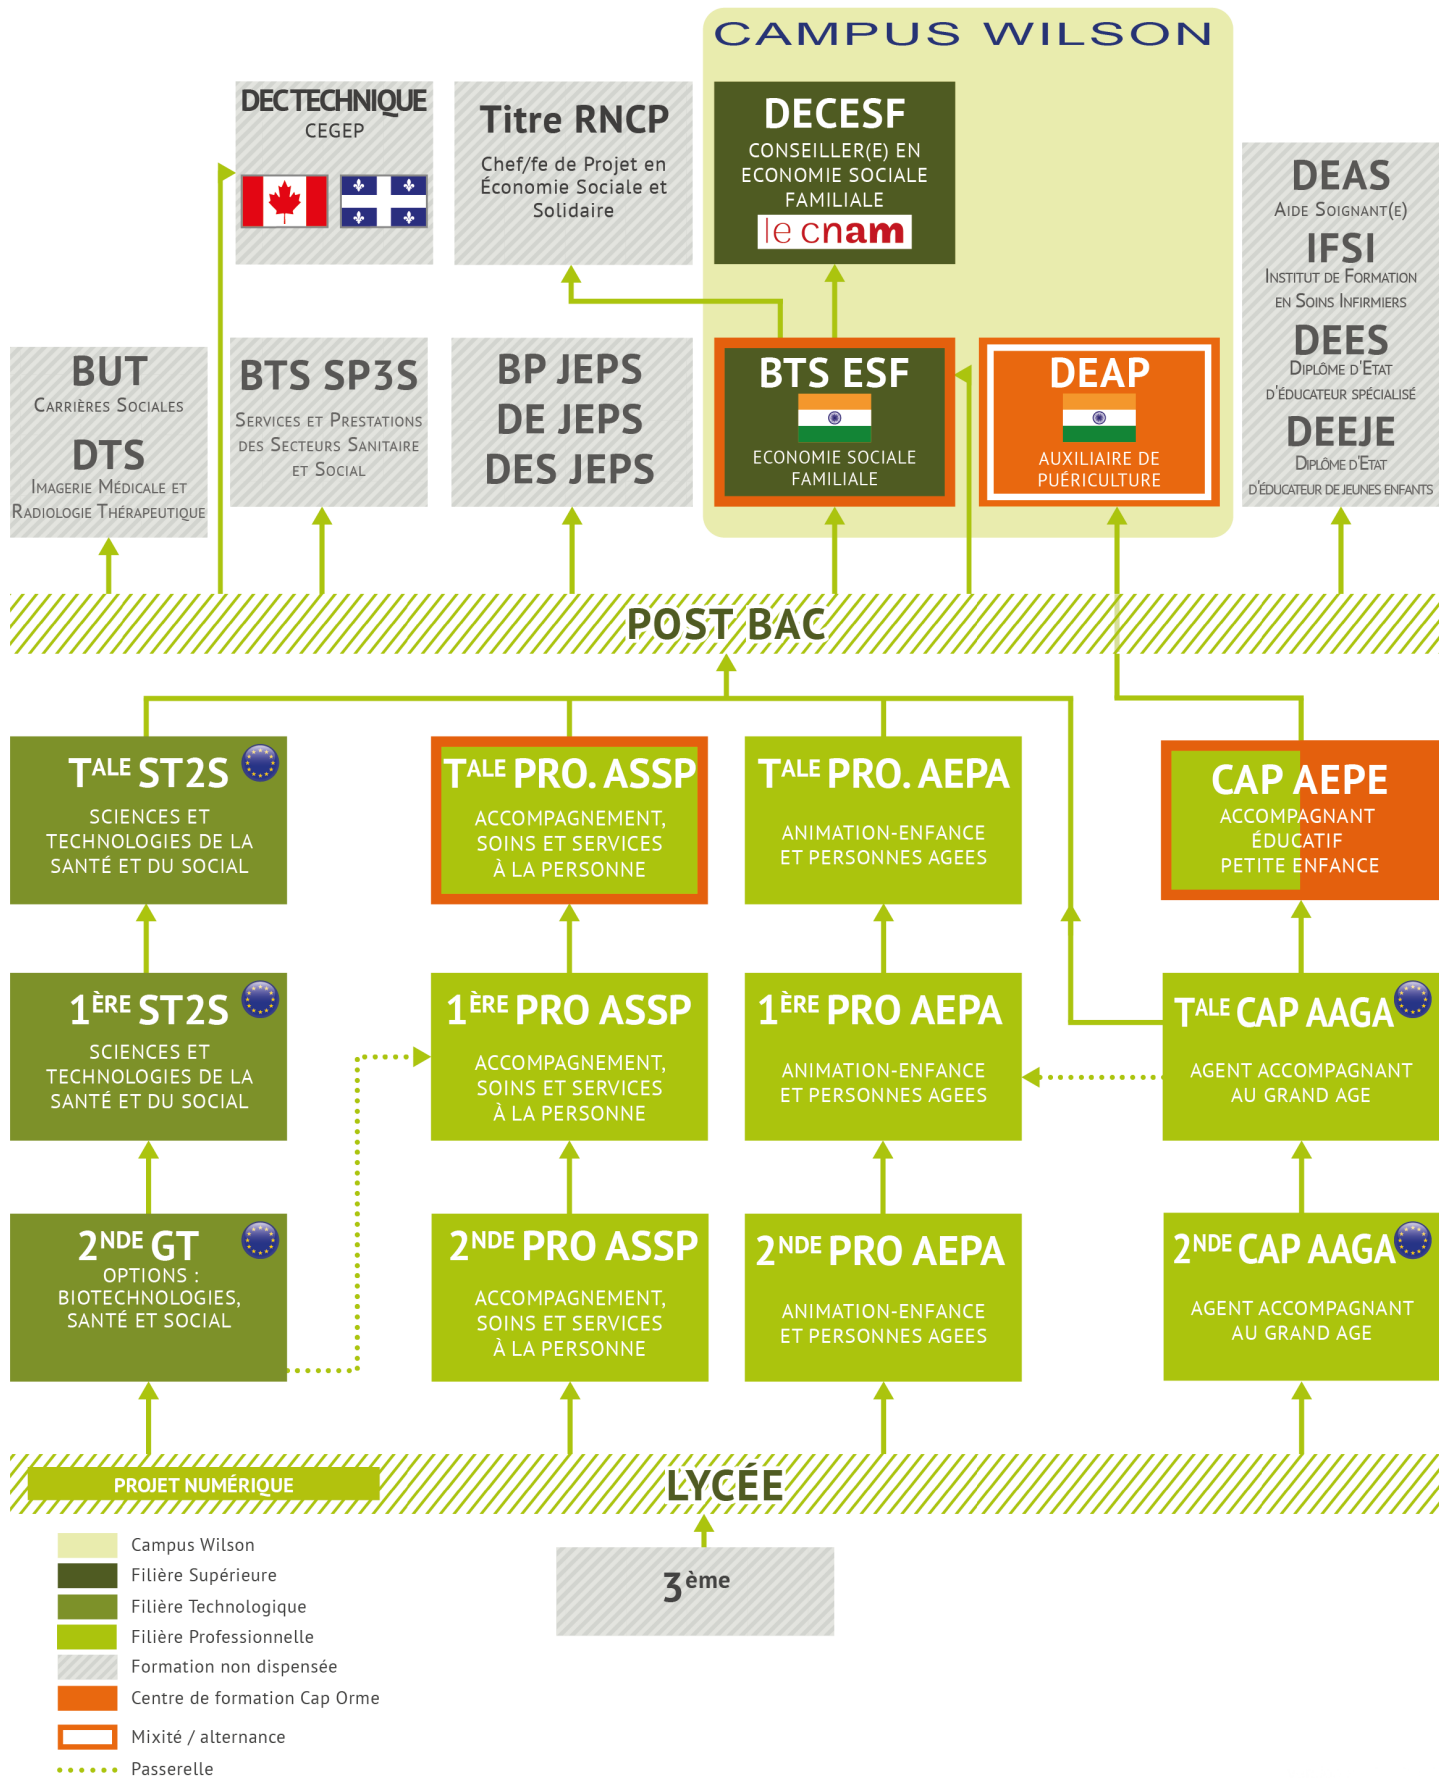 CAMPUS WILSON
DEC TECHNIQUE
CEGEP
Titre RNCP
Chef/fe de Projet en
Économie Sociale et
Solidaire
DECESF
CONSEILLER(E) EN
ECONOMIE SOCIALE
FAMILIALE
le cnam
DEAS
AIDE SOIGNANT(E)
IFSI
INSTITUT DE FORMATION
EN SOINS INFIRMIERS
DEES
DIPLÔME D'ETAT
D'ÉDUCATEUR SPÉCIALISÉ
DEEJE
DIPLÔME D'ETAT
D'ÉDUCATEUR DE JEUNES ENFANTS
BUT
CARRIÈRES SOCIALES
DTS
IMAGERIE MÉDICALE ET
RADIOLOGIE THÉRAPEUTIQUE
BTS SP3S
SERVICES ET PRESTATIONS
DES SECTEURS SANITAIRE
ET SOCIAL
BP JEPS
DE JEPS
DES JEPS
BTS ESF
ECONOMIE SOCIALE
FAMILIALE
DEAP
AUXILIAIRE DE
PUÉRICULTURE
POST BAC
TALE ST2S
SCIENCES ET
TECHNOLOGIES DE LA
SANTÉ ET DU SOCIAL
TALE PRO. ASSP
ACCOMPAGNEMENT,
SOINS ET SERVICES
À LA PERSONNE
TALE PRO. AEPA
ANIMATION-ENFANCE
ET PERSONNES AGEES
CAP AEPE
ACCOMPAGNANT
ÉDUCATIF
PETITE ENFANCE
1ÈRE ST2S
SCIENCES ET
TECHNOLOGIES DE LA
SANTÉ ET DU SOCIAL
1ÈRE PRO ASSP
ACCOMPAGNEMENT,
SOINS ET SERVICES
À LA PERSONNE
1ÈRE PRO AEPA
ANIMATION-ENFANCE
ET PERSONNES AGEES
TALE CAP AAGA
AGENT ACCOMPAGNANT
AU GRAND AGE
2NDE GT
OPTIONS :
BIOTECHNOLOGIES,
SANTÉ ET SOCIAL
2NDE PRO ASSP
ACCOMPAGNEMENT,
SOINS ET SERVICES
À LA PERSONNE
2NDE PRO AEPA
ANIMATION-ENFANCE
ET PERSONNES AGEES
2NDE CAP AAGA
AGENT ACCOMPAGNANT
AU GRAND AGE
PROJET NUMÉRIQUE
LYCÉE
3ème
Campus Wilson
Filière Supérieure
Filière Technologique
Filière Professionnelle
Formation non dispensée
Centre de formation Cap Orme
Mixité / alternance
Passerelle